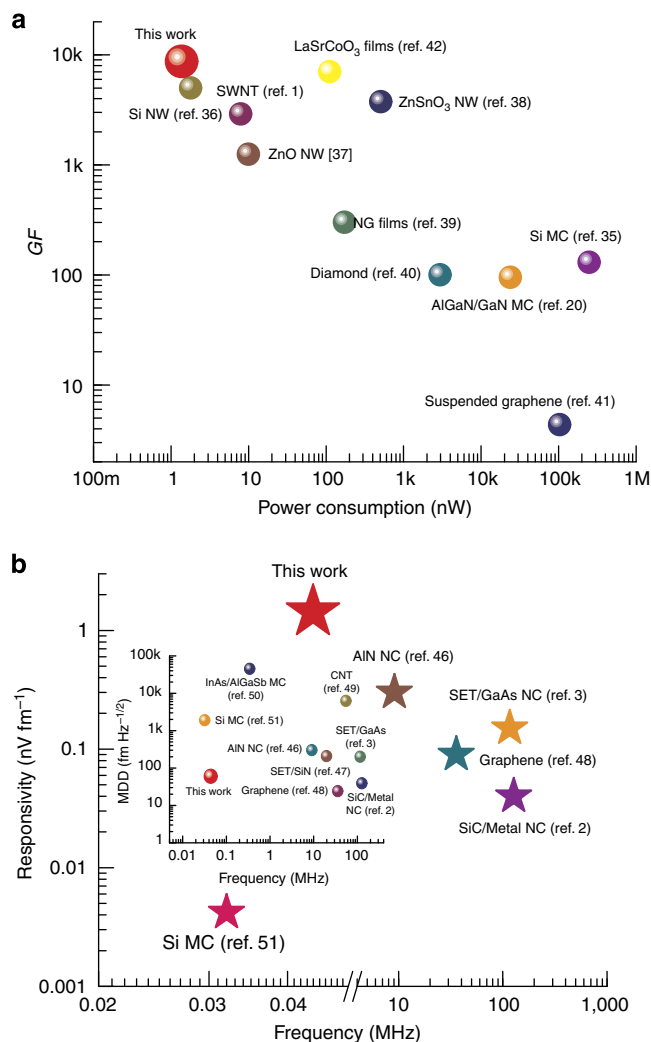 a
This work
LaSrCoO₃ films (ref. 42)
10k
SWNT (ref. 1)
ZnSnO₃ NW (ref. 38)
Si NW (ref. 36)
ZnO NW [37]
1k
GF
NG films (ref. 39)
Si MC (ref. 35)
Diamond (ref. 40)
100
AlGaN/GaN MC (ref. 20)
10
Suspended graphene (ref. 41)
100m 1 10 100 1k 10k 100k 1M
Power consumption (nW)
b
This work
1
Responsivity (nV fm⁻¹)
AlN NC (ref. 46)
SET/GaAs NC (ref. 3)
0.1
Graphene (ref. 48)
SiC/Metal NC (ref. 2)
0.01
Si MC (ref. 51)
0.001
0.02 0.03 0.04 10 100 1,000
Frequency (MHz)
100k
InAs/AlGaSb MC
(ref. 50)
CNT
(ref. 49)
10k
Si MC (ref. 51)
1k
MDD (fm Hz⁻¹/²)
AlN NC (ref. 46)
SET/GaAs
(ref. 3)
SET/SiN (ref. 47)
100
This work
Graphene (ref. 48)
SiC/Metal
NC (ref. 2)
10
1
0.01 0.1 1 10 100
Frequency (MHz)